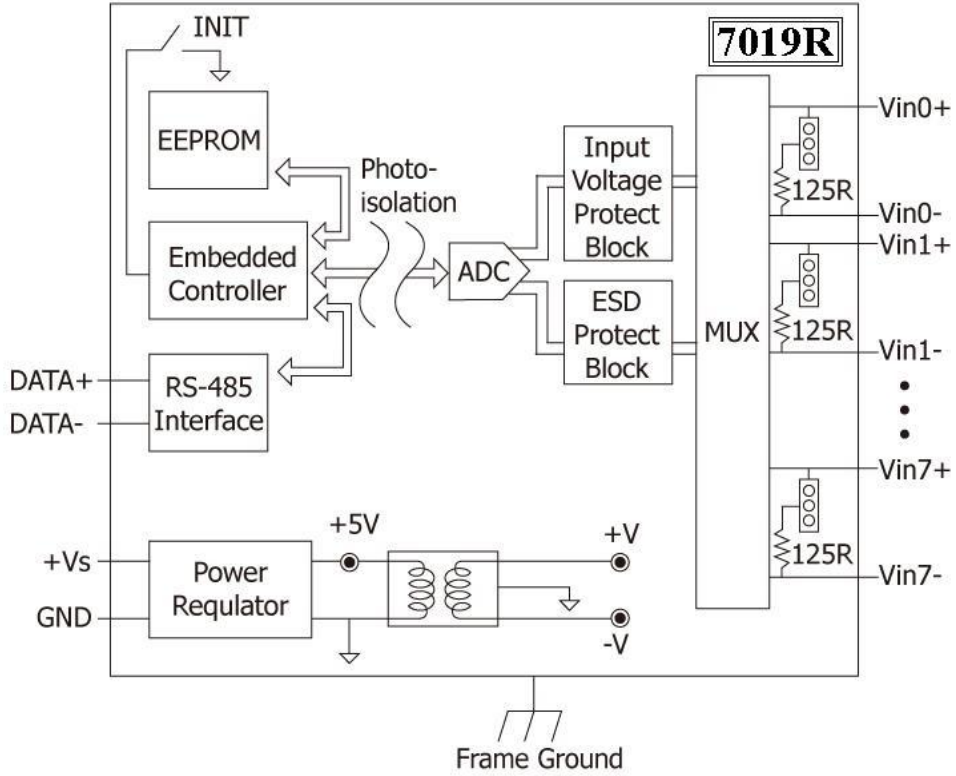 INIT
7019R
EEPROM
Photo-
isolation
Input
Voltage
Protect
Block
Vin0+
125R
Vin0-
Vin1+
Embedded
Controller
ADC
ESD
Protect
Block
MUX
125R
Vin1-
DATA+
DATA-
RS-485
Interface
Vin7+
125R
Vin7-
+Vs
GND
Power
Requlator
+5V
+V
-V
Frame Ground